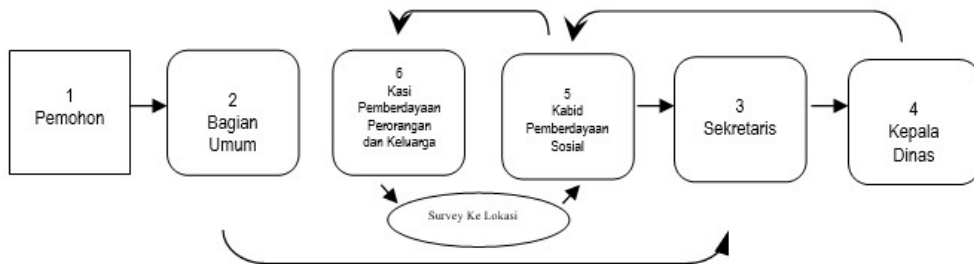 1
Pemohon
2
Bagian
Umum
6
Kasi
Pemberdayaan
Perorangan
dan Keluarga
5
Kabid
Pemberdayaan
Sosial
3
Sekretaris
4
Kepala
Dinas
Survey Ke Lokasi